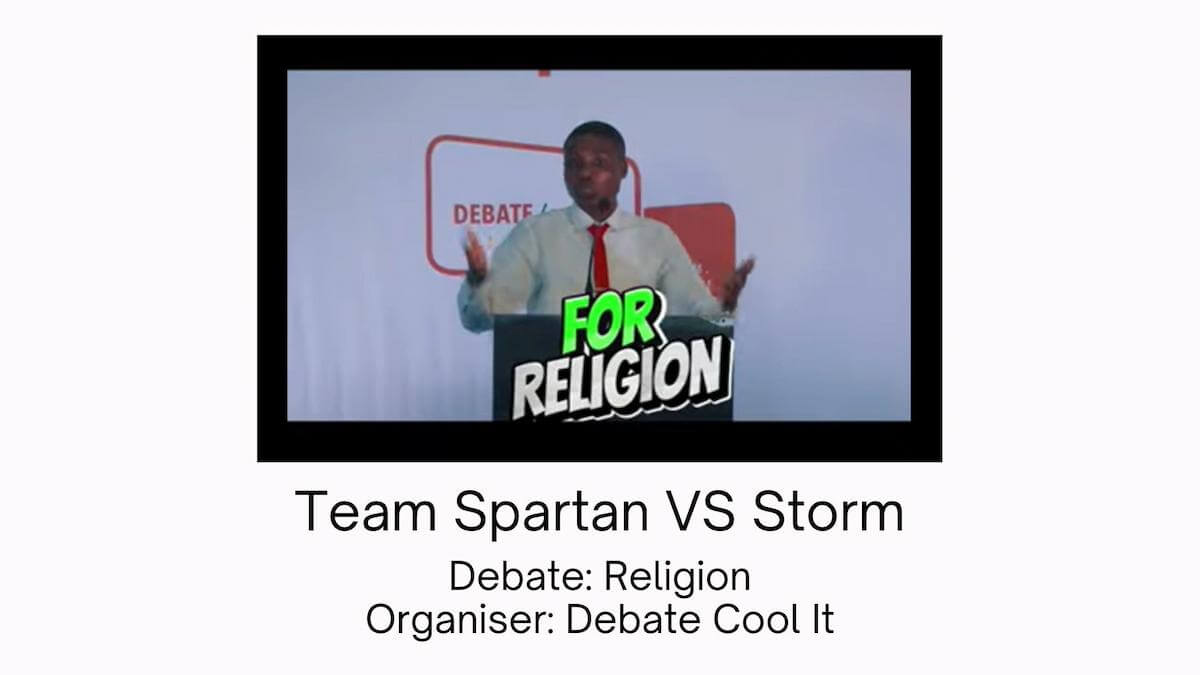 DEBATE
FOR
RELIGION
Team Spartan VS Storm
Debate: Religion
Organiser: Debate Cool It